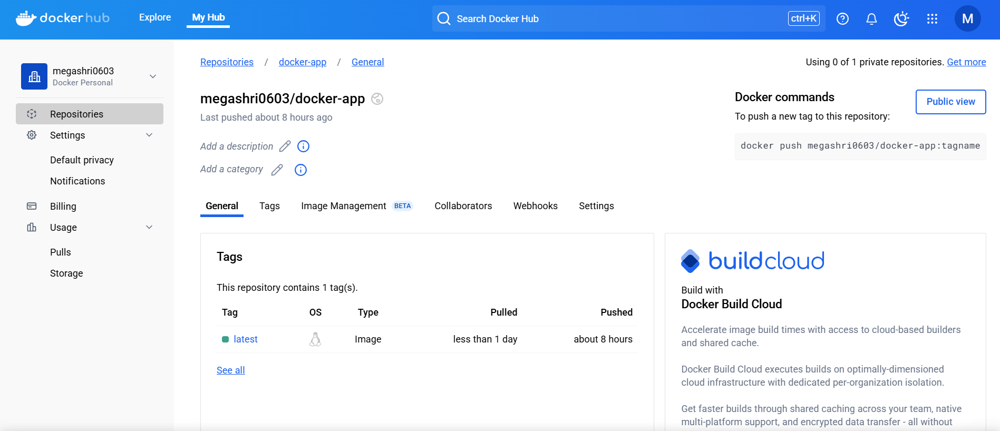 dockerhub
Explore
My Hub
Search Docker Hub
ctrl+K
M
megashri0603
Docker Personal
Repositories
Settings
Default privacy
Notifications
Billing
Usage
Pulls
Storage
Repositories / docker-app / General
Using 0 of 1 private repositories. Get more
megashri0603/docker-app
Last pushed about 8 hours ago
Add a description
Add a category
Docker commands
Public view
To push a new tag to this repository:
docker push megashri0603/docker-app:tagname
General Tags Image Management BETA Collaborators Webhooks Settings
Tags
This repository contains 1 tag(s).
Tag OS Type Pulled Pushed
latest Image less than 1 day about 8 hours
See all
buildcloud
Build with
Docker Build Cloud
Accelerate image build times with access to cloud-based builders
and shared cache.
Docker Build Cloud executes builds on optimally-dimensioned
cloud infrastructure with dedicated per-organization isolation.
Get faster builds through shared caching across your team, native
multi-platform support, and encrypted data transfer - all without